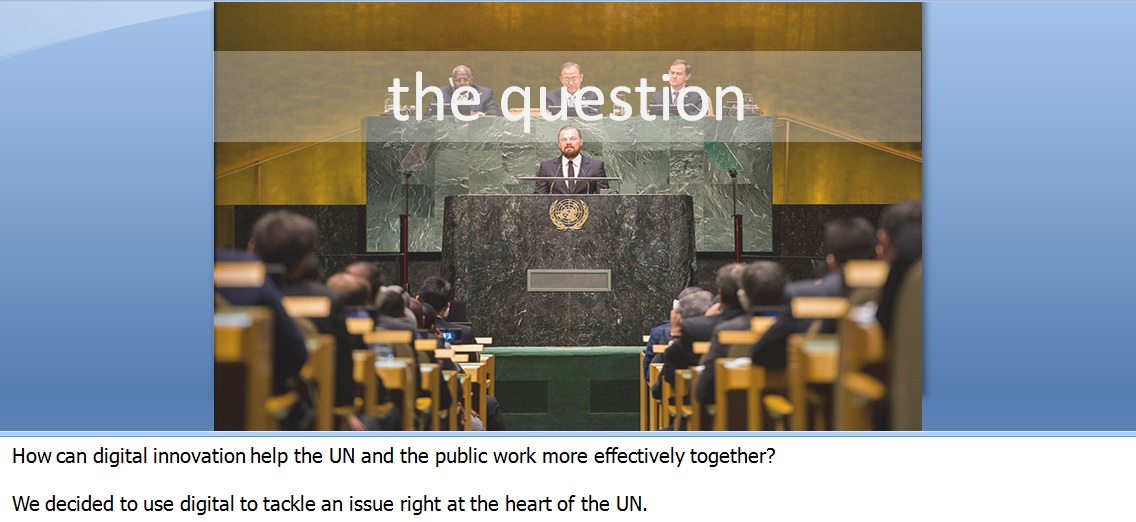 the question
How can digital innovation help the UN and the public work more effectively together?
We decided to use digital to tackle an issue right at the heart of the UN.